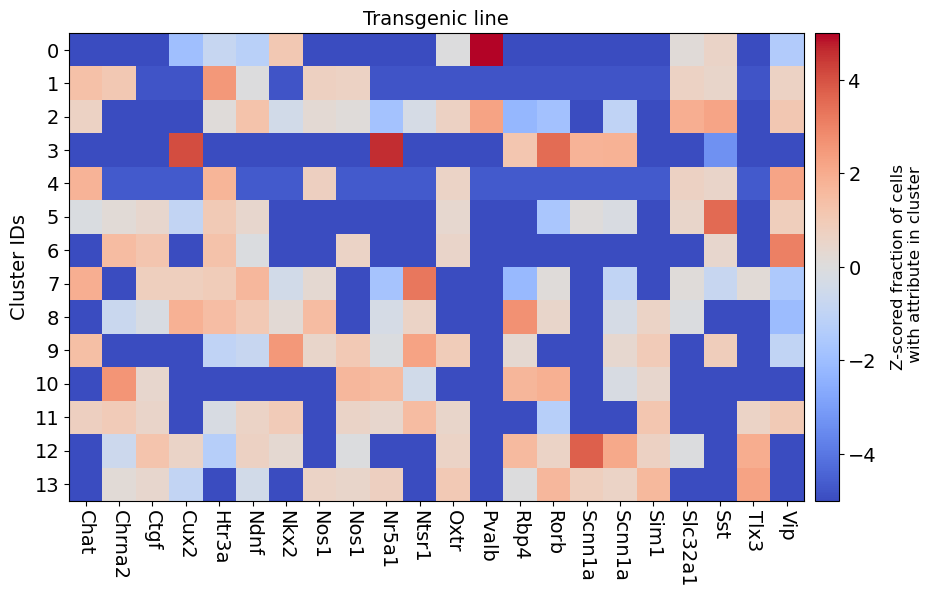 Transgenic line
Cluster IDs
0
1
2
3
4
5
6
7
8
9
10
11
12
13
Chat
Chrna2
Ctgf
Cux2
Htr3a
Ndnf
Nkx2
Nos1
Nos1
Nr5a1
Ntsr1
Oxtr
Pvalb
Rbp4
Rorb
Scnn1a
Scnn1a
Sim1
Slc32a1
Sst
Tlx3
Vip
4
2
0
−2
−4
Z-scored fraction of cells
with attribute in cluster